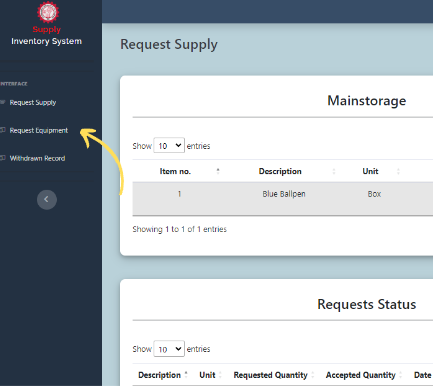 Supply
Inventory System
INTERFACE
Request Supply
Request Equipment
Withdrawn Record
Request Supply
Mainstorage
Show 10 entries
Item no. Description Unit
1 Blue Ballpen Box
Showing 1 to 1 of 1 entries
Requests Status
Show 10 entries
Description Unit Requested Quantity Accepted Quantity Date